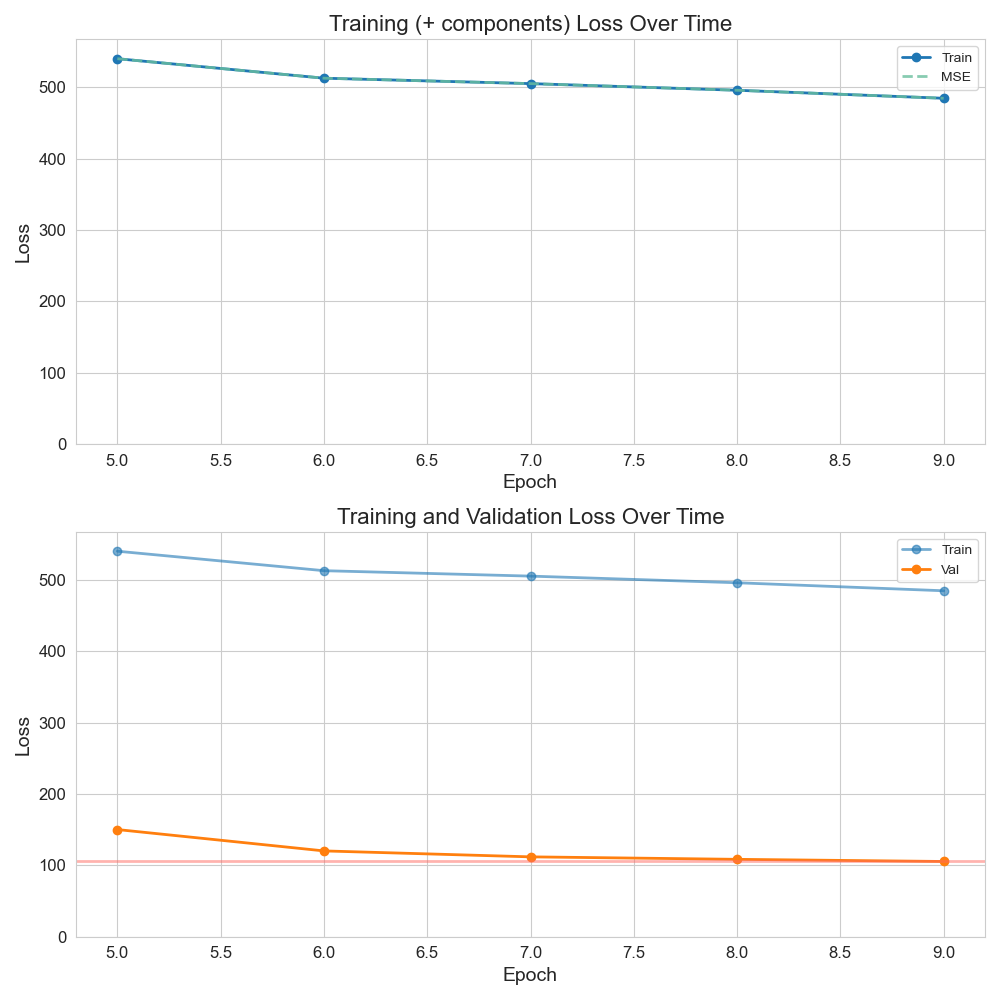 Training (+ components) Loss Over Time
Train
MSE
Loss
500
400
300
200
100
0
5.0 5.5 6.0 6.5 7.0 7.5 8.0 8.5 9.0
Epoch
Training and Validation Loss Over Time
Train
Val
Loss
500
400
300
200
100
0
5.0 5.5 6.0 6.5 7.0 7.5 8.0 8.5 9.0
Epoch